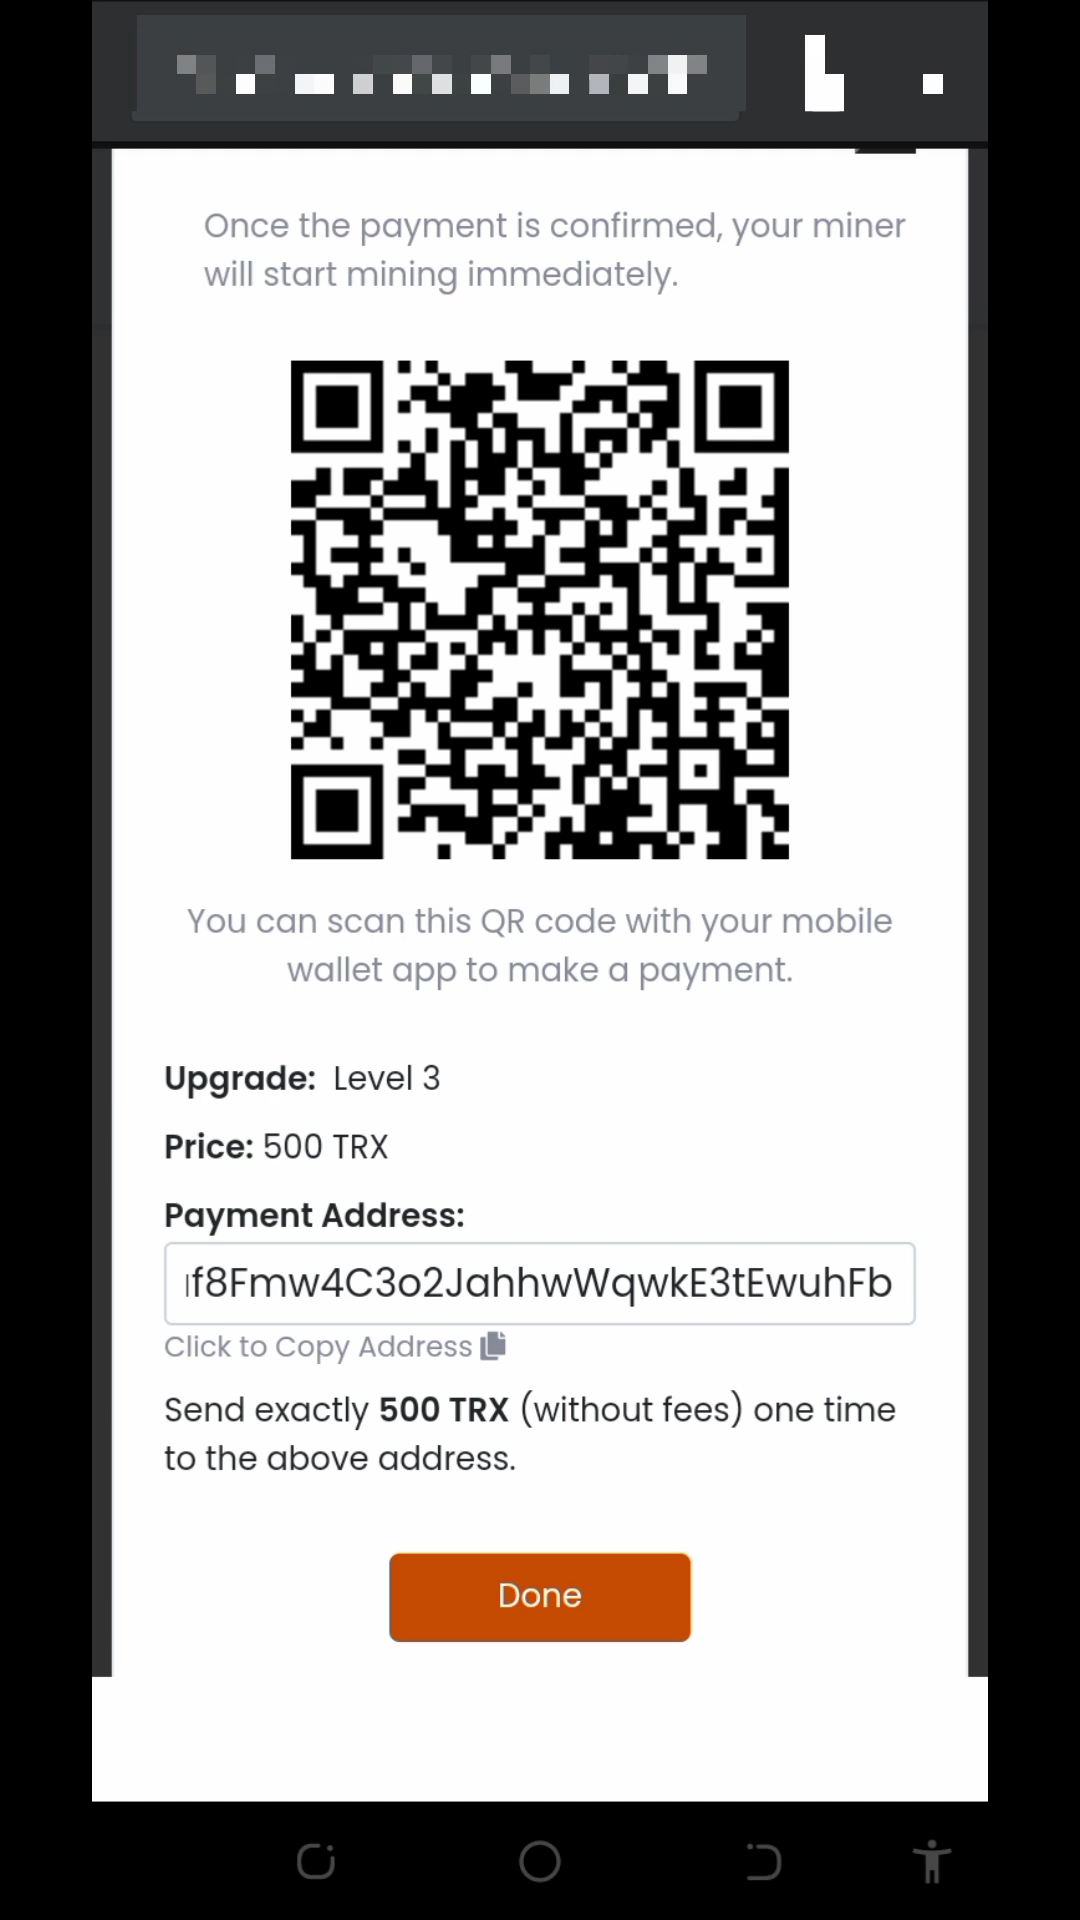 Once the payment is confirmed, your miner
will start mining immediately.
You can scan this QR code with your mobile
wallet app to make a payment.
Upgrade: Level 3
Price: 500 TRX
Payment Address:
f8Fmw4C3o2JahhwWqwkE3tEwuhFb
Click to Copy Address
Send exactly 500 TRX (without fees) one time
to the above address.
Done